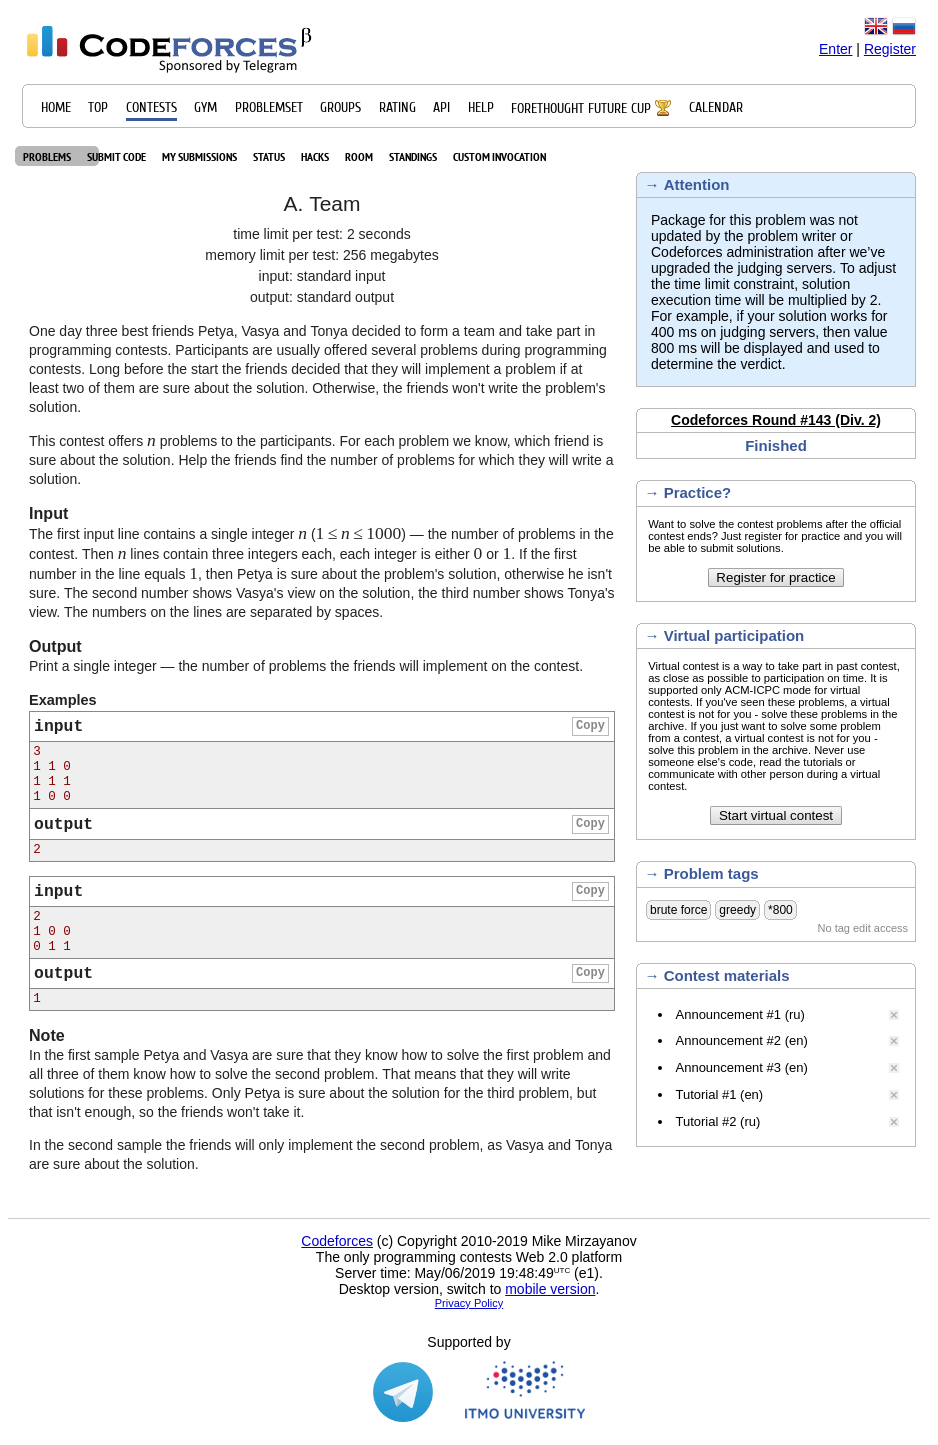 CODEFORCES β
Sponsored by Telegram
Enter | Register
HOME TOP CONTESTS GYM PROBLEMSET GROUPS RATING API HELP FORETHOUGHT FUTURE CUP CALENDAR
PROBLEMS SUBMIT CODE MY SUBMISSIONS STATUS HACKS ROOM STANDINGS CUSTOM INVOCATION
A. Team
time limit per test: 2 seconds
memory limit per test: 256 megabytes
input: standard input
output: standard output
One day three best friends Petya, Vasya and Tonya decided to form a team and take part in
programming contests. Participants are usually offered several problems during programming
contests. Long before the start the friends decided that they will implement a problem if at
least two of them are sure about the solution. Otherwise, the friends won't write the problem's
solution.
This contest offers n problems to the participants. For each problem we know, which friend is
sure about the solution. Help the friends find the number of problems for which they will write a
solution.
Input
The first input line contains a single integer n (1 ≤ n ≤ 1000) — the number of problems in the
contest. Then n lines contain three integers each, each integer is either 0 or 1. If the first
number in the line equals 1, then Petya is sure about the problem's solution, otherwise he isn't
sure. The second number shows Vasya's view on the solution, the third number shows Tonya's
view. The numbers on the lines are separated by spaces.
Output
Print a single integer — the number of problems the friends will implement on the contest.
Examples
input Copy
3
1 1 0
1 1 1
1 0 0
output Copy
2
input Copy
2
1 0 0
0 1 1
output Copy
1
Note
In the first sample Petya and Vasya are sure that they know how to solve the first problem and
all three of them know how to solve the second problem. That means that they will write
solutions for these problems. Only Petya is sure about the solution for the third problem, but
that isn't enough, so the friends won't take it.
In the second sample the friends will only implement the second problem, as Vasya and Tonya
are sure about the solution.
→ Attention
Package for this problem was not
updated by the problem writer or
Codeforces administration after we’ve
upgraded the judging servers. To adjust
the time limit constraint, solution
execution time will be multiplied by 2.
For example, if your solution works for
400 ms on judging servers, then value
800 ms will be displayed and used to
determine the verdict.
Codeforces Round #143 (Div. 2)
Finished
→ Practice?
Want to solve the contest problems after the official
contest ends? Just register for practice and you will
be able to submit solutions.
Register for practice
→ Virtual participation
Virtual contest is a way to take part in past contest,
as close as possible to participation on time. It is
supported only ACM-ICPC mode for virtual
contests. If you've seen these problems, a virtual
contest is not for you - solve these problems in the
archive. If you just want to solve some problem
from a contest, a virtual contest is not for you -
solve this problem in the archive. Never use
someone else's code, read the tutorials or
communicate with other person during a virtual
contest.
Start virtual contest
→ Problem tags
brute force greedy *800
No tag edit access
→ Contest materials
Announcement #1 (ru)
Announcement #2 (en)
Announcement #3 (en)
Tutorial #1 (en)
Tutorial #2 (ru)
Codeforces (c) Copyright 2010-2019 Mike Mirzayanov
The only programming contests Web 2.0 platform
Server time: May/06/2019 19:48:49 UTC (e1).
Desktop version, switch to mobile version.
Privacy Policy
Supported by
ITMO UNIVERSITY